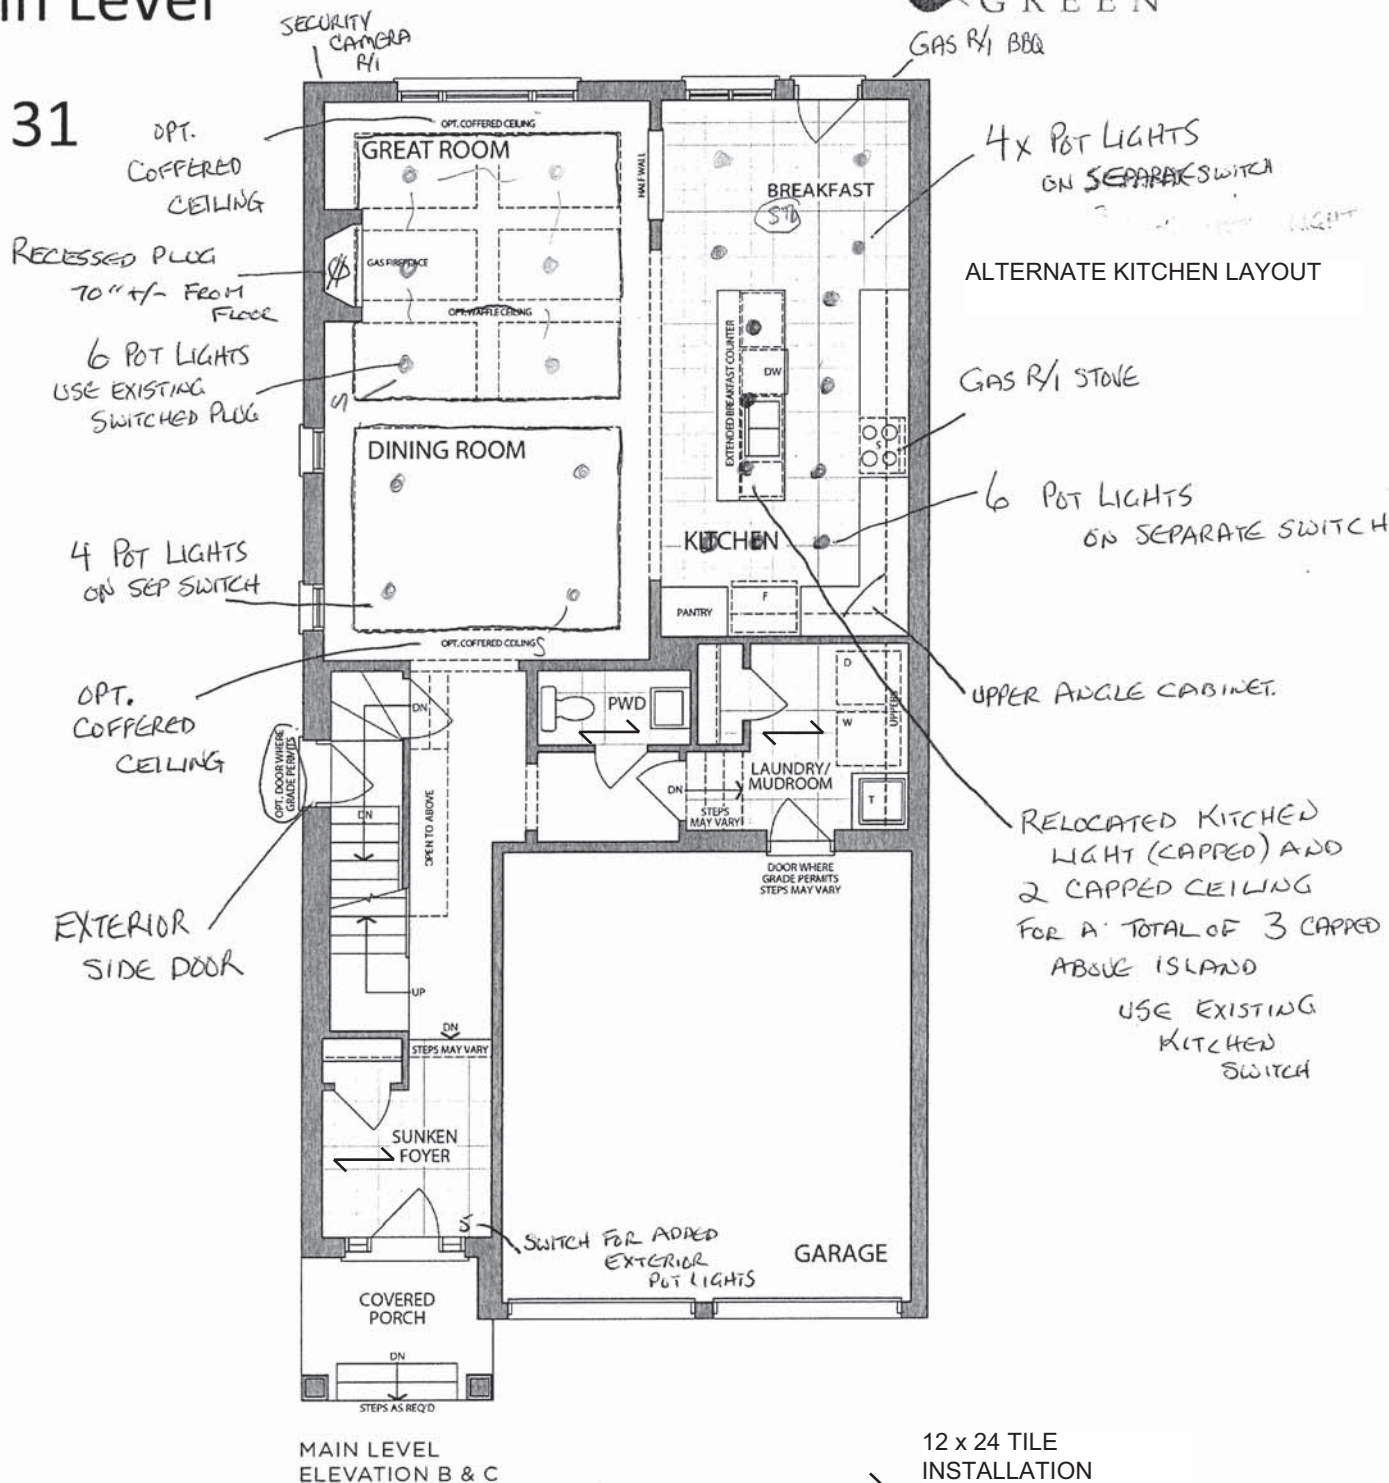 in Level
GREEN
31
SECURITY
CAMERA
R/I
GAS R/I BBQ
OPT.
COFFERED
CEILING
OPT. COFFERED CEILING
GREAT ROOM
HALF WALL
BREAKFAST
STD
4x POT LIGHTS
ON SEPARATE SWITCH
LIGHT
ALTERNATE KITCHEN LAYOUT
RECESSED PLUG
70" +/- FROM
FLOOR
GAS FIREPLACE
OPT. WAFFLE CEILING
6 POT LIGHTS
USE EXISTING
SWITCHED PLUG
S
EXTENDED BREAKFAST COUNTER
DW
GAS R/I STOVE
S
DINING ROOM
6 POT LIGHTS
ON SEPARATE SWITCH
KITCHEN
4 POT LIGHTS
ON SEP SWITCH
PANTRY
F
OPT. COFFERED CEILING
S
UPPER ANGLE CABINET.
OPT.
COFFERED
CEILING
DN
PWD
D
W
UPPERS
LAUNDRY/
MUDROOM
T
DN
STEPS
MAY VARY
OPT. DOOR WHERE
GRADE PERMITS
DN
OPEN TO ABOVE
DOOR WHERE
GRADE PERMITS
STEPS MAY VARY
RELOCATED KITCHEN
LIGHT (CAPPED) AND
2 CAPPED CEILING
FOR A TOTAL OF 3 CAPPED
ABOVE ISLAND
USE EXISTING
KITCHEN
SWITCH
EXTERIOR
SIDE DOOR
UP
DN
STEPS MAY VARY
SUNKEN
FOYER
S
SWITCH FOR ADDED
EXTERIOR
POT LIGHTS
GARAGE
COVERED
PORCH
DN
STEPS AS REQ'D
MAIN LEVEL
ELEVATION B & C
12 x 24 TILE
INSTALLATION